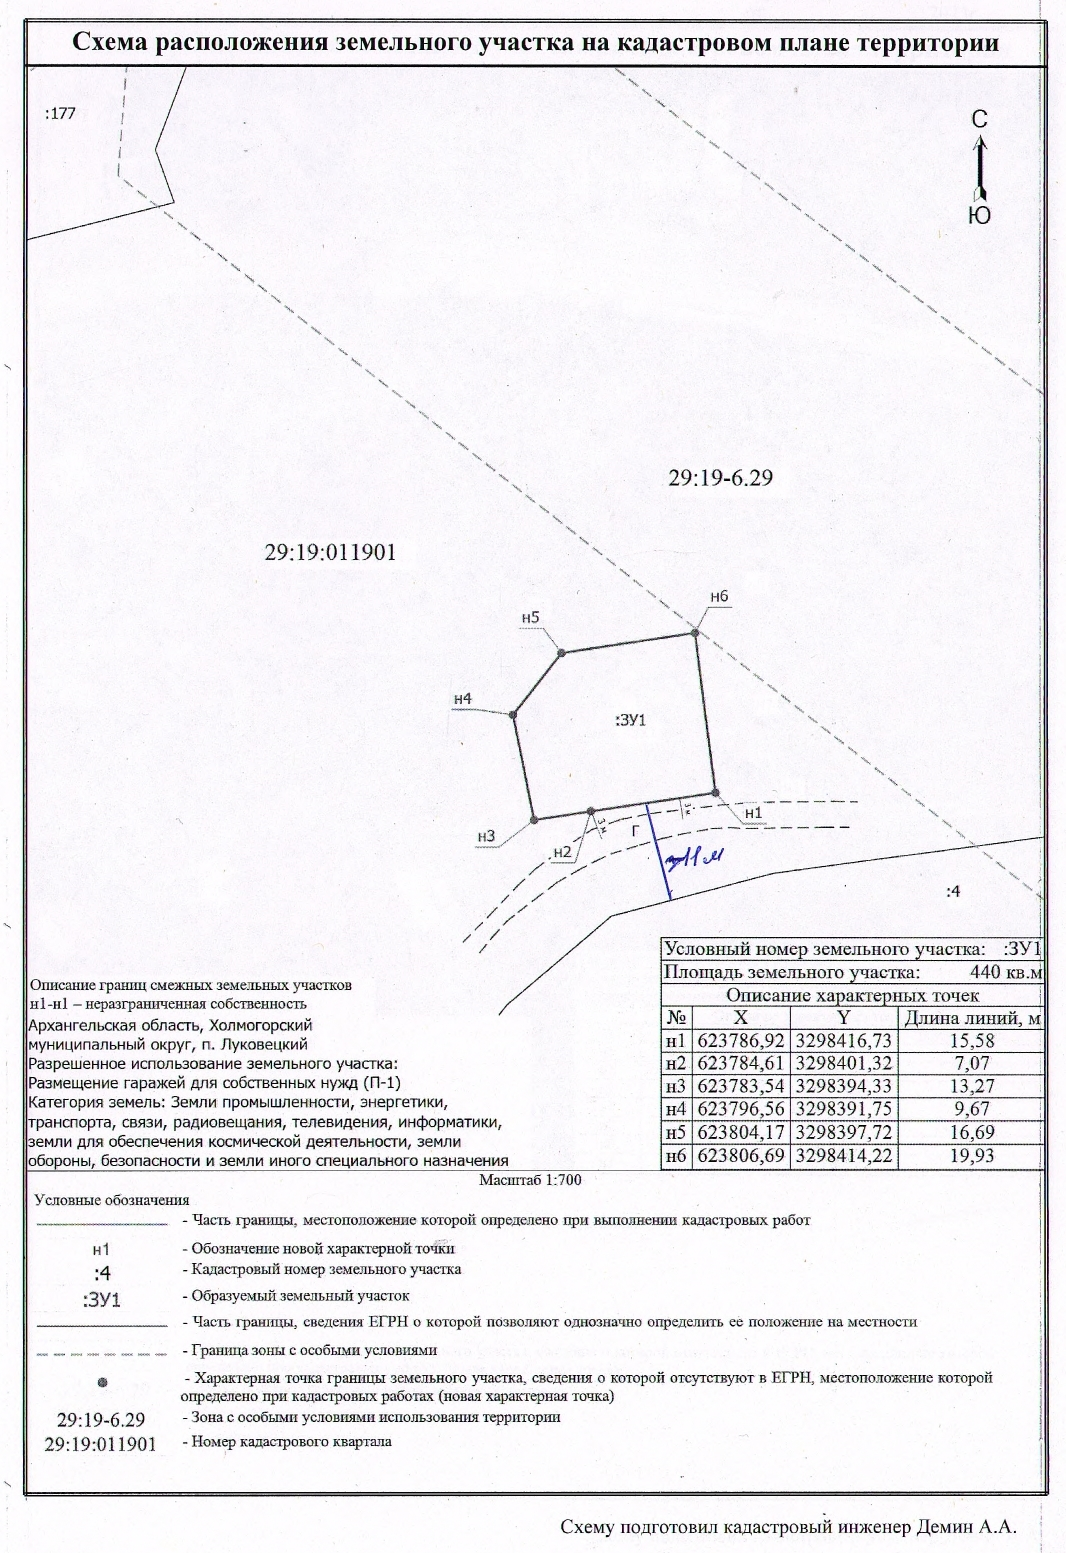 Схема расположения земельного участка на кадастровом плане территории
:177
С
Ю
29:19-6.29
29:19:011901
н6
н5
н4
:ЗУ1
н1
н3
Г
н2
11 м
:4
Условный номер земельного участка: :ЗУ1
Площадь земельного участка: 440 кв.м
Описание характерных точек
№ X Y Длина линий, м
н1 623786,92 3298416,73 15,58
н2 623784,61 3298401,32 7,07
н3 623783,54 3298394,33 13,27
н4 623796,56 3298391,75 9,67
н5 623804,17 3298397,72 16,69
н6 623806,69 3298414,22 19,93
Описание границ смежных земельных участков
н1-н1 – неразграниченная собственность
Архангельская область, Холмогорский
муниципальный округ, п. Луковецкий
Разрешенное использование земельного участка:
Размещение гаражей для собственных нужд (П-1)
Категория земель: Земли промышленности, энергетики,
транспорта, связи, радиовещания, телевидения, информатики,
земли для обеспечения космической деятельности, земли
обороны, безопасности и земли иного специального назначения
Масштаб 1:700
Условные обозначения
- Часть границы, местоположение которой определено при выполнении кадастровых работ
н1 - Обозначение новой характерной точки
:4 - Кадастровый номер земельного участка
:ЗУ1 - Образуемый земельный участок
- Часть границы, сведения ЕГРН о которой позволяют однозначно определить ее положение на местности
- Граница зоны с особыми условиями
- Характерная точка границы земельного участка, сведения о которой отсутствуют в ЕГРН, местоположение которой
определено при кадастровых работах (новая характерная точка)
29:19-6.29 - Зона с особыми условиями использования территории
29:19:011901 - Номер кадастрового квартала
Схему подготовил кадастровый инженер Демин А.А.